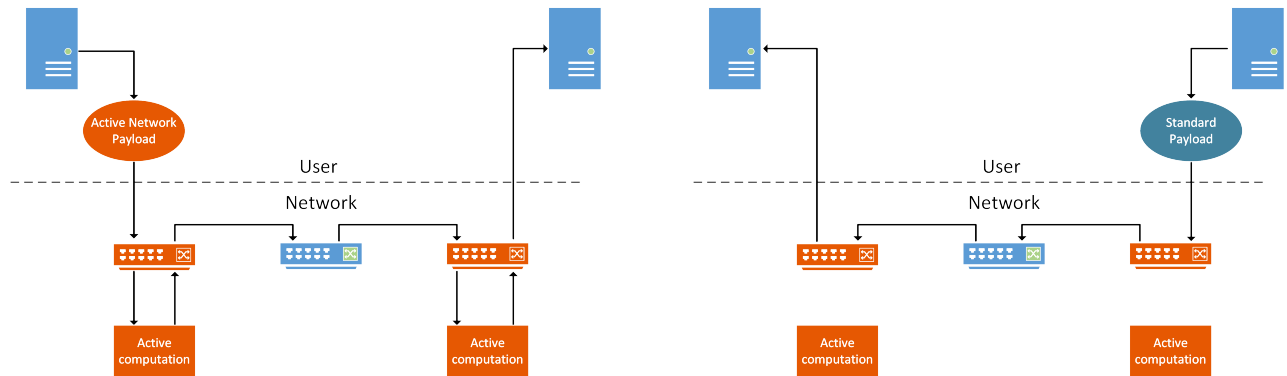 Active Network
Payload
User
Network
Active
computation
Active
computation
Standard
Payload
User
Network
Active
computation
Active
computation